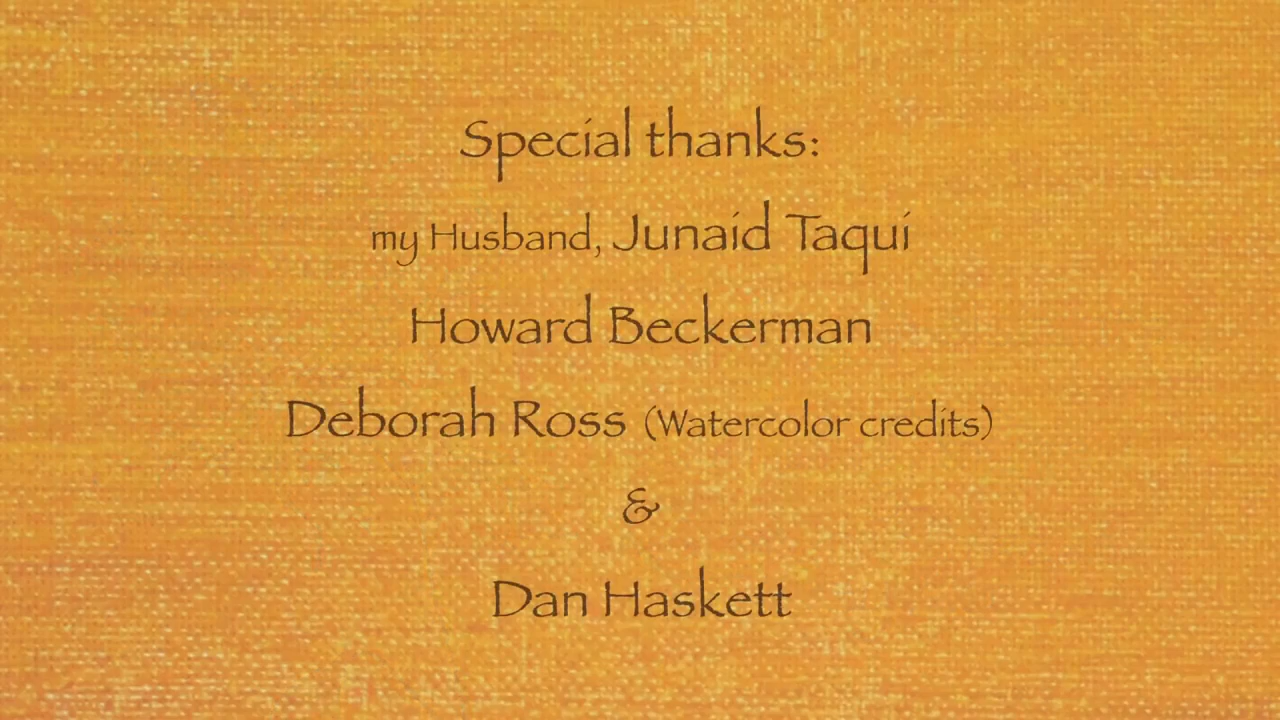 Special thanks:
my Husband, Junaid Taqui
Howard Beckerman
Deborah Ross (Watercolor credits)
&
Dan Haskett